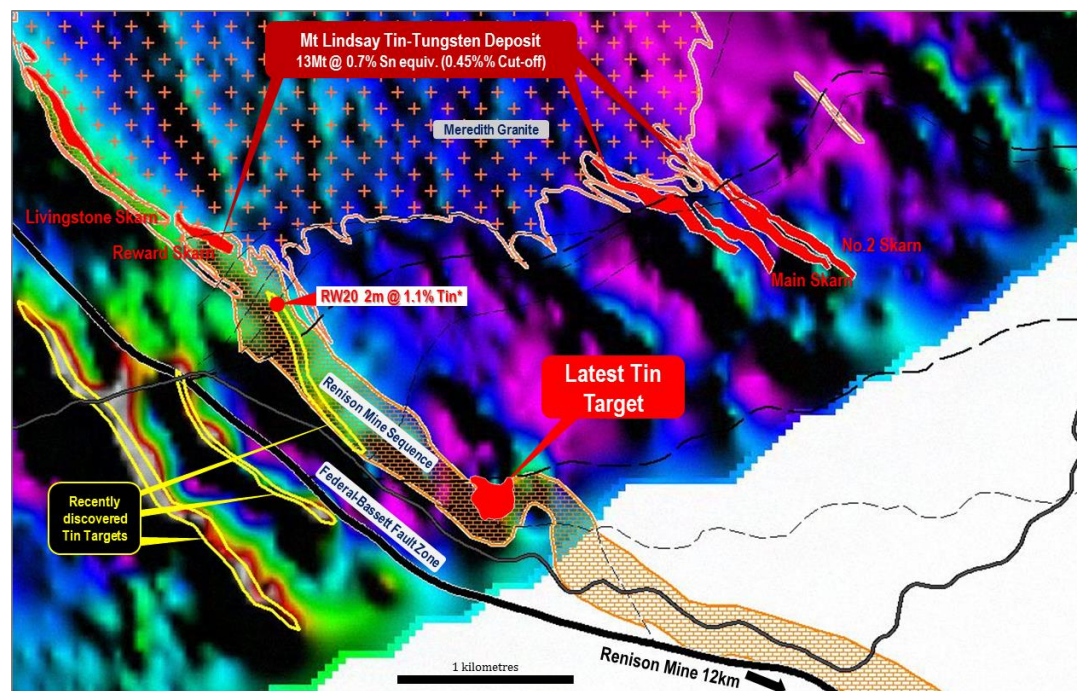 Mt Lindsay Tin-Tungsten Deposit
13Mt @ 0.7% Sn equiv. (0.45%% Cut-off)
Meredith Granite
Livingstone Skarn
Reward Skarn
No.2 Skarn
Main Skarn
RW20 2m @ 1.1% Tin*
Latest Tin
Target
Renison Mine Sequence
Federal-Bassett Fault Zone
Recently
discovered
Tin Targets
1 kilometres
Renison Mine 12km